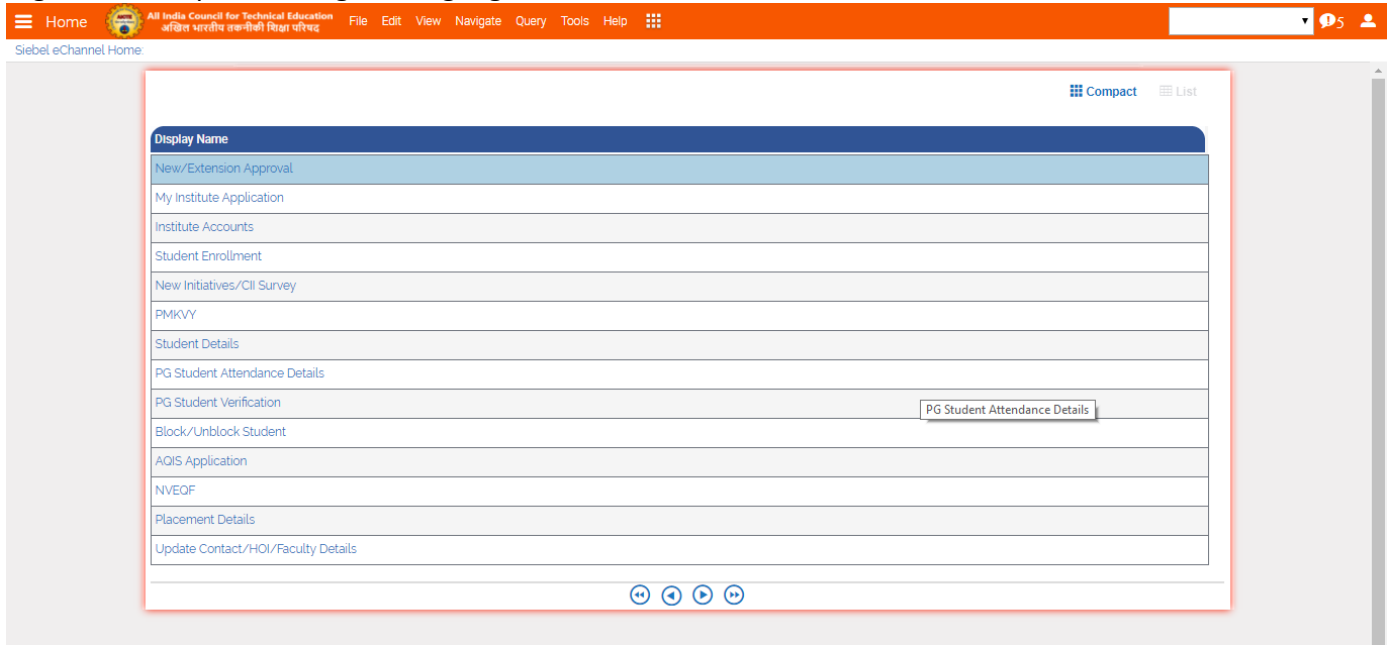 Home
All India Council for Technical Education
अखिल भारतीय तकनीकी शिक्षा परिषद
File Edit View Navigate Query Tools Help
5
Siebel eChannel Home:
Compact List
Display Name
New/Extension Approval
My Institute Application
Institute Accounts
Student Enrollment
New Initiatives/CII Survey
PMKVY
Student Details
PG Student Attendance Details
PG Student Verification
PG Student Attendance Details
Block/Unblock Student
AQIS Application
NVEQF
Placement Details
Update Contact/HOI/Faculty Details